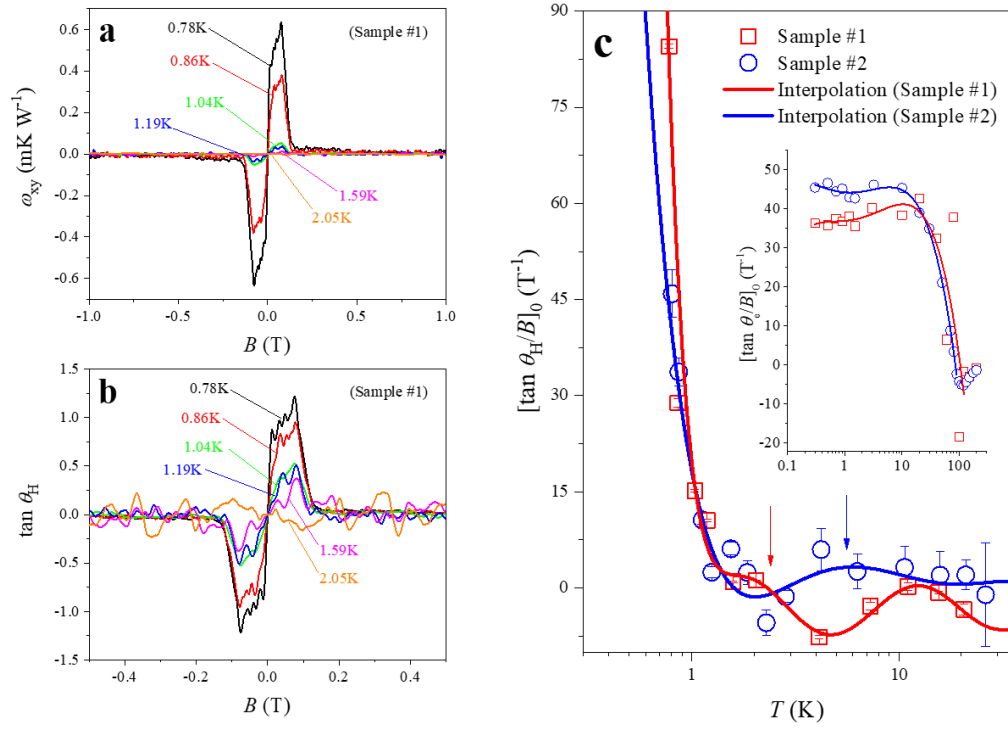 a
(Sample #1)
0.78K
0.86K
1.04K
1.19K
1.59K
2.05K
0.6
0.4
0.2
0.0
-0.2
-0.4
-0.6
ω_xy (mK W⁻¹)
-1.0 -0.5 0.0 0.5 1.0
B (T)
b
(Sample #1)
0.78K
0.86K
1.04K
1.19K
1.59K
2.05K
1.5
1.0
0.5
0.0
-0.5
-1.0
-1.5
tan θ_H
-0.4 -0.2 0.0 0.2 0.4
B (T)
c
Sample #1
Sample #2
Interpolation (Sample #1)
Interpolation (Sample #2)
90
75
60
45
30
15
0
[tan θ_H/B]_0 (T⁻¹)
1 10
T (K)
50
40
30
20
10
0
-10
-20
[tan θ_e/B]_0 (T⁻¹)
0.1 1 10 100